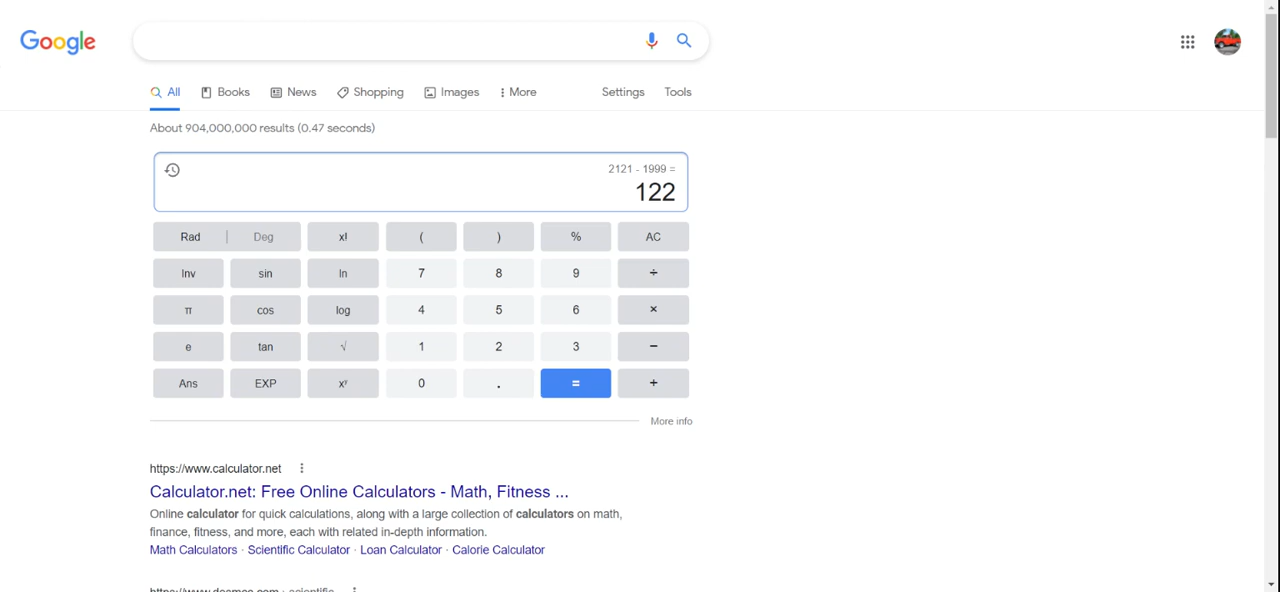 Google
All Books News Shopping Images More Settings Tools
About 904,000,000 results (0.47 seconds)
2121 - 1999 =
122
Rad | Deg x! ( ) % AC
Inv sin ln 7 8 9 ÷
π cos log 4 5 6 ×
e tan √ 1 2 3 −
Ans EXP xʸ 0 . = +
More info
https://www.calculator.net
Calculator.net: Free Online Calculators - Math, Fitness ...
Online calculator for quick calculations, along with a large collection of calculators on math,
finance, fitness, and more, each with related in-depth information.
Math Calculators · Scientific Calculator · Loan Calculator · Calorie Calculator